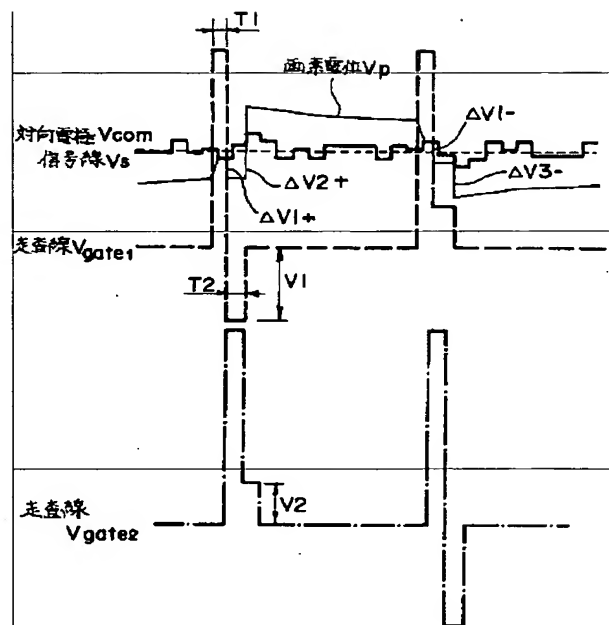 T1
画素電位Vp
対向電極Vcom
信号線Vs
ΔV1-
ΔV2+
ΔV1+
ΔV3-
走査線Vgate1
T2
V1
走査線
Vgate2
V2